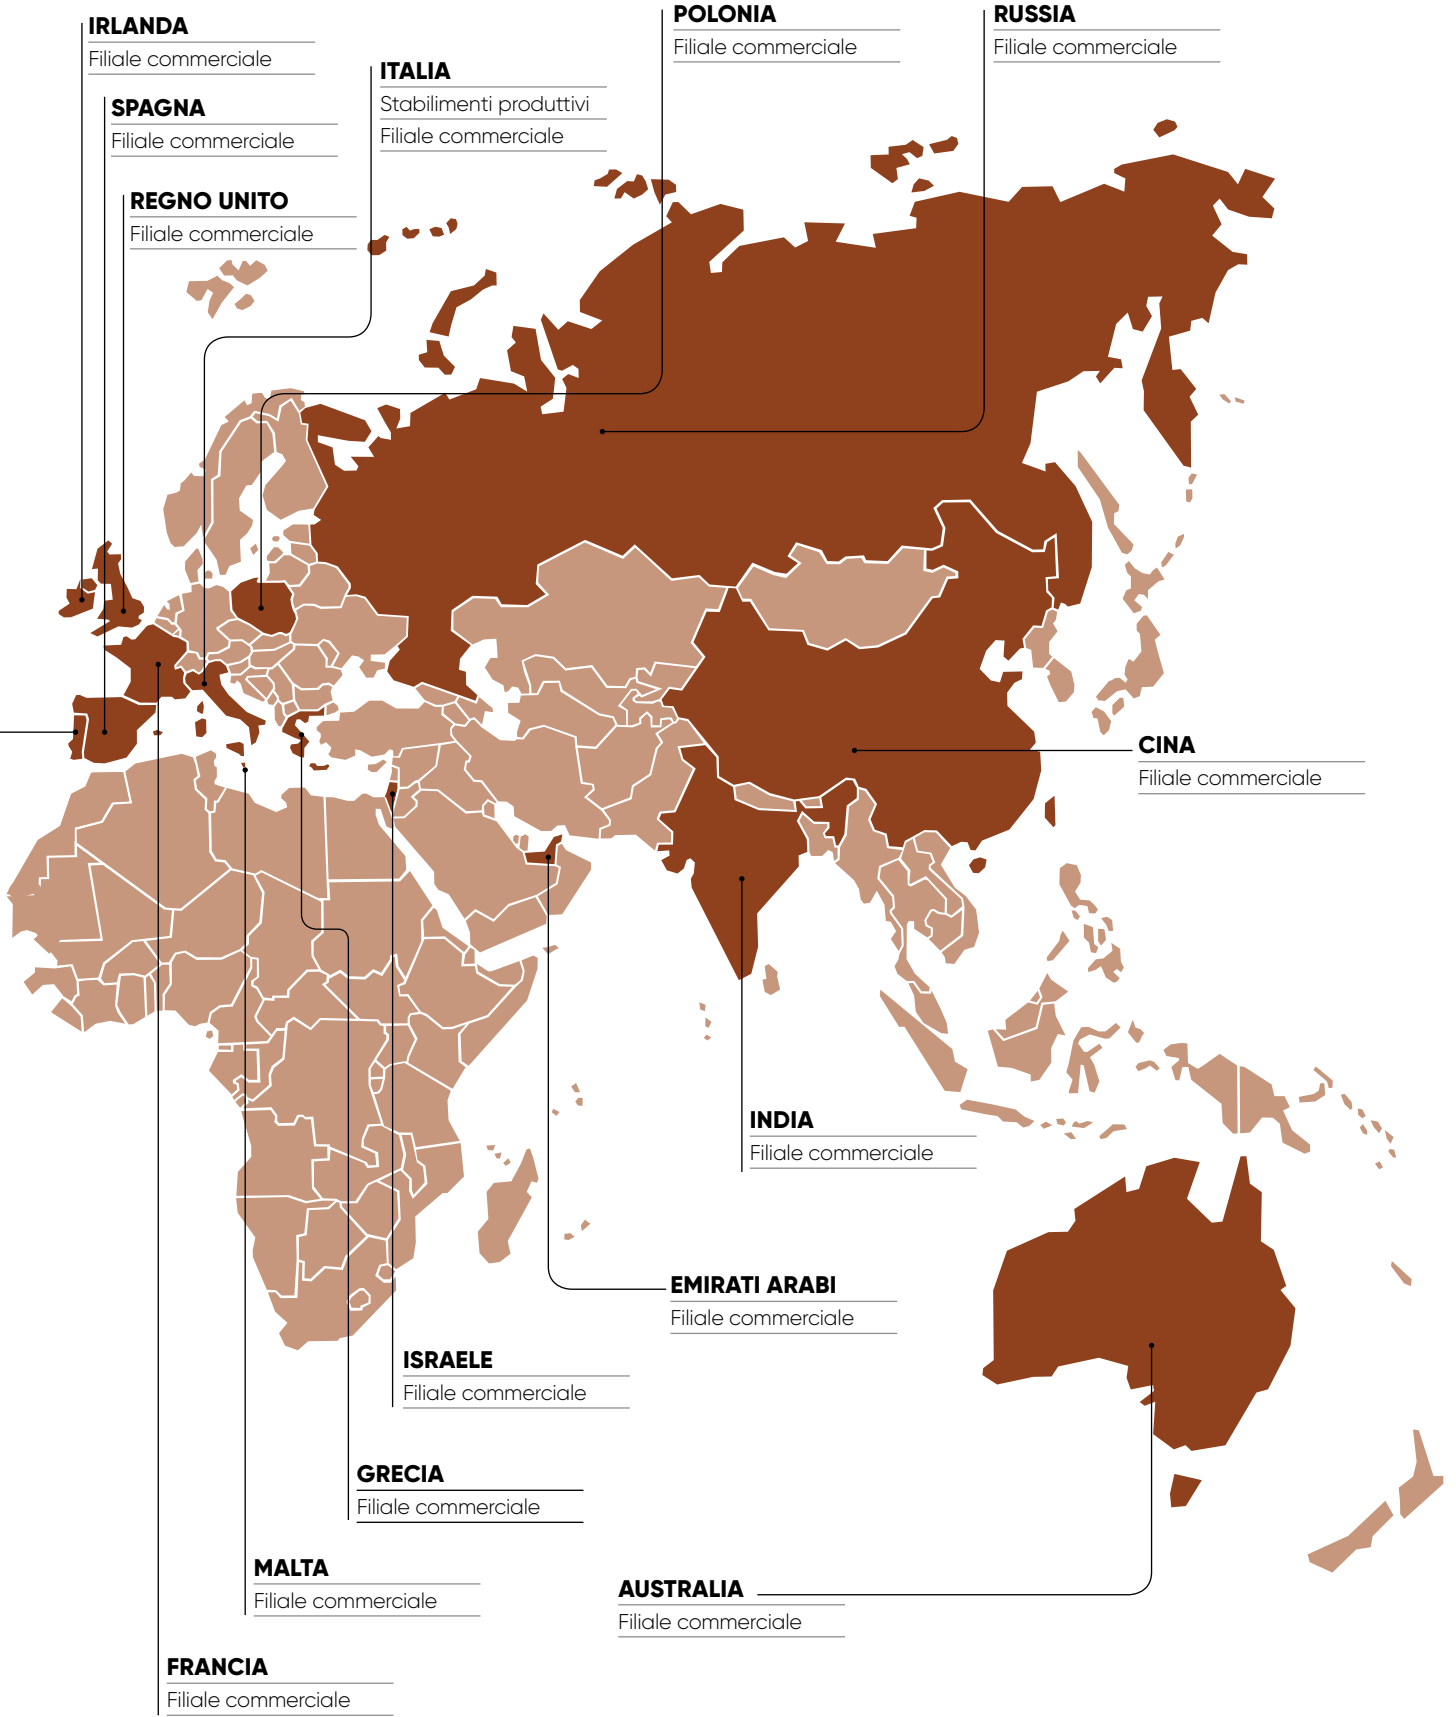 IRLANDA
Filiale commerciale
SPAGNA
Filiale commerciale
REGNO UNITO
Filiale commerciale
ITALIA
Stabilimenti produttivi
Filiale commerciale
POLONIA
Filiale commerciale
RUSSIA
Filiale commerciale
CINA
Filiale commerciale
INDIA
Filiale commerciale
EMIRATI ARABI
Filiale commerciale
ISRAELE
Filiale commerciale
GRECIA
Filiale commerciale
MALTA
Filiale commerciale
AUSTRALIA
Filiale commerciale
FRANCIA
Filiale commerciale